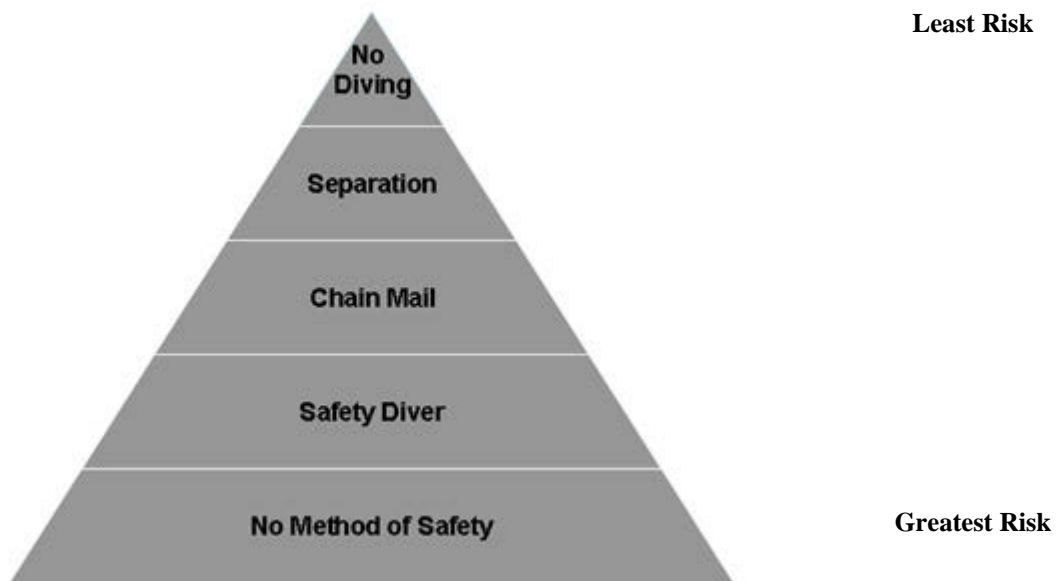 Least Risk
No
Diving
Separation
Chain Mail
Safety Diver
No Method of Safety
Greatest Risk